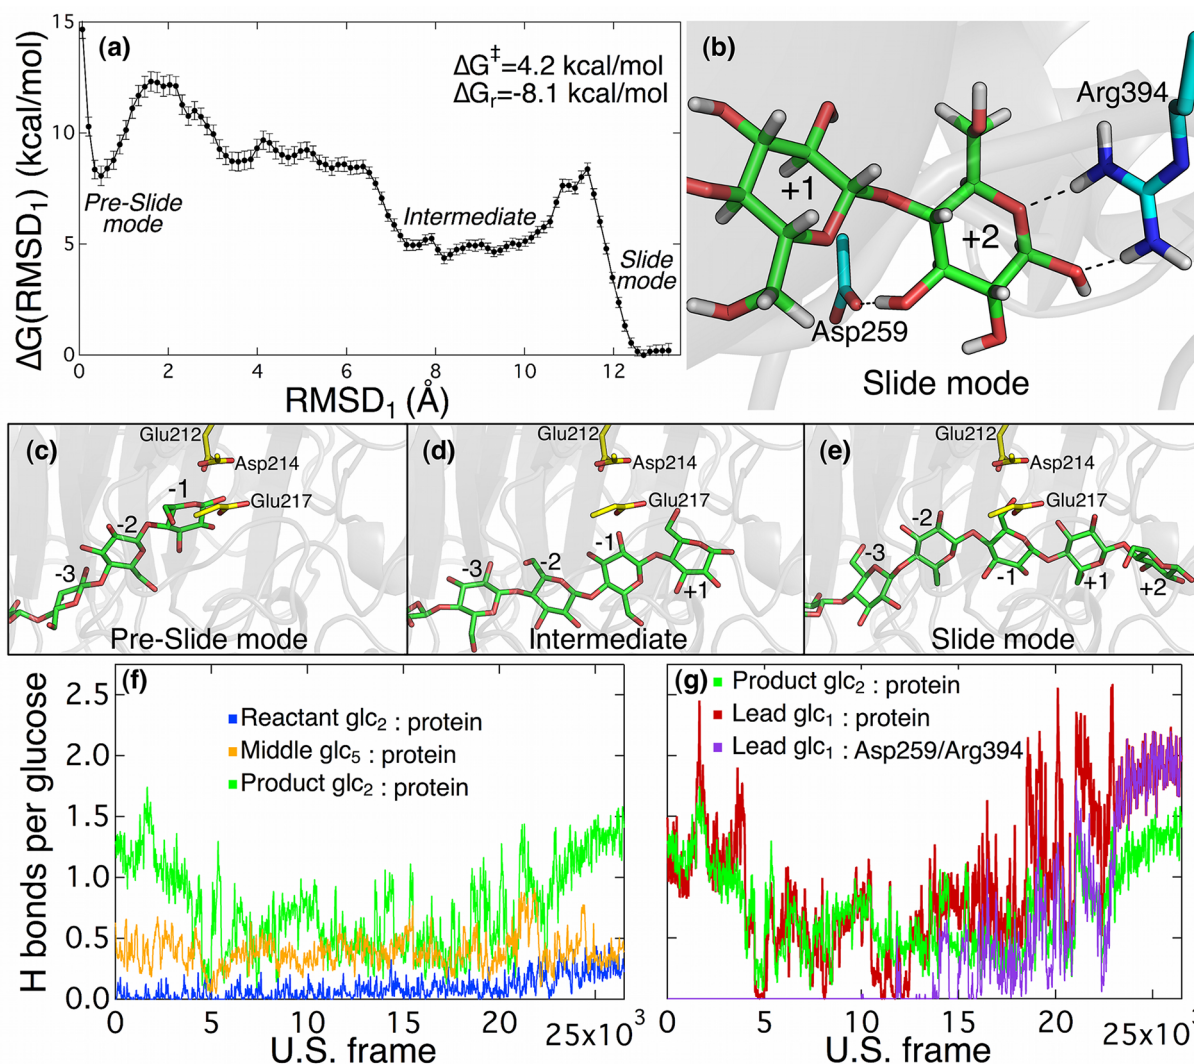 (a)
ΔG‡=4.2 kcal/mol
ΔGr=-8.1 kcal/mol
ΔG(RMSD1) (kcal/mol)
15
10
5
0
Pre-Slide
mode
Intermediate
Slide
mode
0 2 4 6 8 10 12
RMSD1 (Å)
(b)
Arg394
+1
+2
Asp259
Slide mode
(c)
Glu212
Asp214
Glu217
-1
-2
-3
Pre-Slide mode
(d)
Glu212
Asp214
Glu217
-1
-2
-3
+1
Intermediate
(e)
Glu212
Asp214
Glu217
-2
-3
-1
+1
+2
Slide mode
(f)
H bonds per glucose
2.5
2.0
1.5
1.0
0.5
0.0
Reactant glc2 : protein
Middle glc5 : protein
Product glc2 : protein
0 5 10 15 20 25x10³
U.S. frame
(g)
Product glc2 : protein
Lead glc1 : protein
Lead glc1 : Asp259/Arg394
0 5 10 15 20 25x10³
U.S. frame